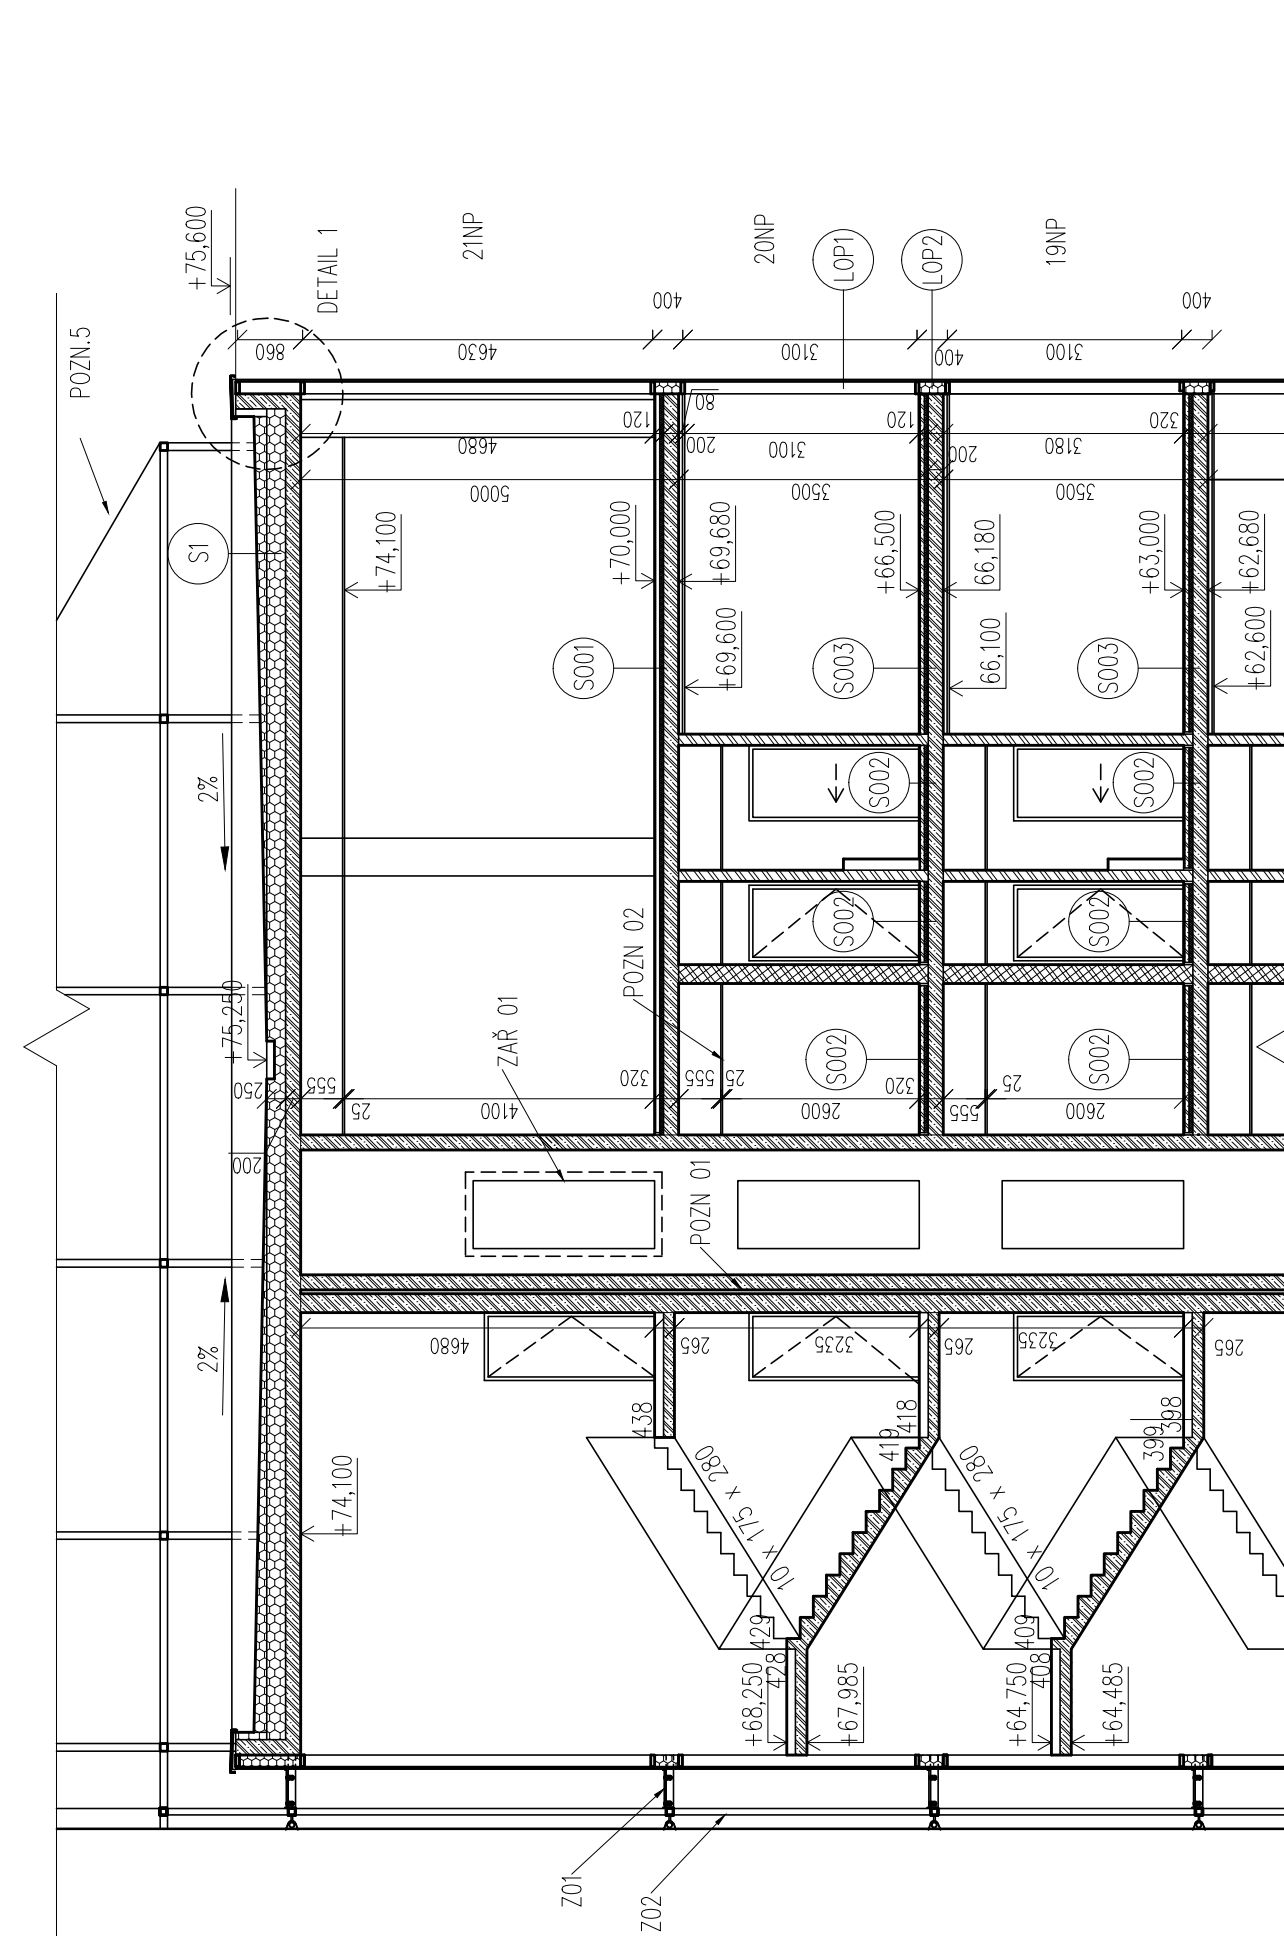 +75,600
POZN.5
DETAIL 1
21NP
20NP
LOP1
LOP2
19NP
400
400
860
4630
3100
400
3100
80
120
4680
200
3100
120
200
3180
320
5000
3500
3500
S1
+74,100
+70,000
+69,680
+66,500
66,180
+63,000
+62,680
S001
+69,600
S003
66,100
S003
+62,600
2%
S002
S002
S002
S002
POZN 02
ZAŘ 01
+75,250
S002
S002
250
555
25
4100
320
555
25
2600
320
555
25
2600
200
POZN 01
2%
4680
265
3235
265
3235
265
438
419
418
399
398
10 x 175 x 280
10 x 175 x 280
+74,100
429
428
409
408
+68,250
+67,985
+64,750
+64,485
Z01
Z02